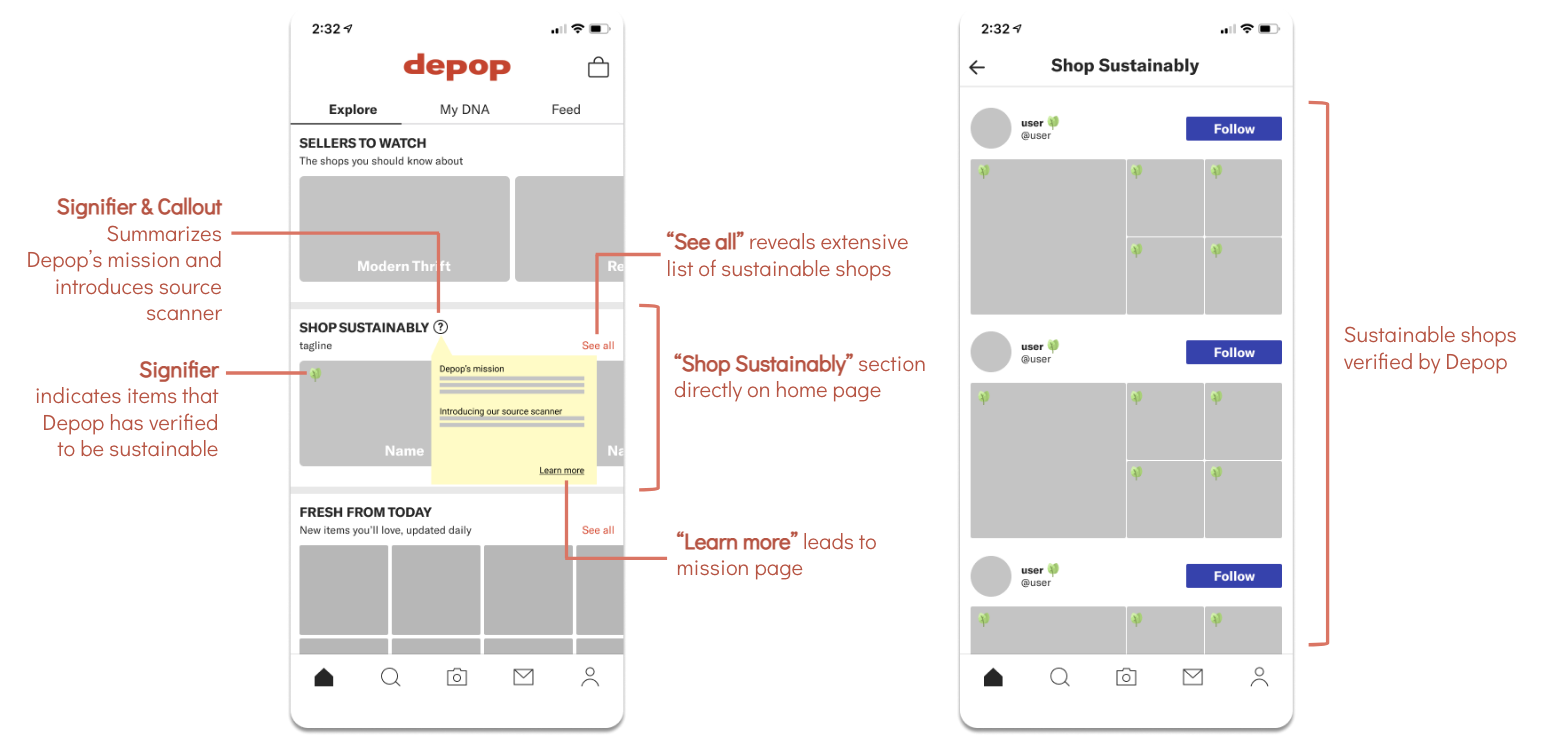 Signifier & Callout
Summarizes
Depop's mission and
introduces source
scanner
Signifier
indicates items that
Depop has verified
to be sustainable
2:32
depop
Explore My DNA Feed
SELLERS TO WATCH
The shops you should know about
Modern Thrift Re
SHOP SUSTAINABLY ?
tagline See all
Depop's mission
Introducing our source scanner
Learn more
Name Na
FRESH FROM TODAY
New items you'll love, updated daily See all
“See all” reveals extensive
list of sustainable shops
“Shop Sustainably” section
directly on home page
“Learn more” leads to
mission page
2:32
Shop Sustainably
user
@user
Follow
user
@user
Follow
user
@user
Follow
Sustainable shops
verified by Depop